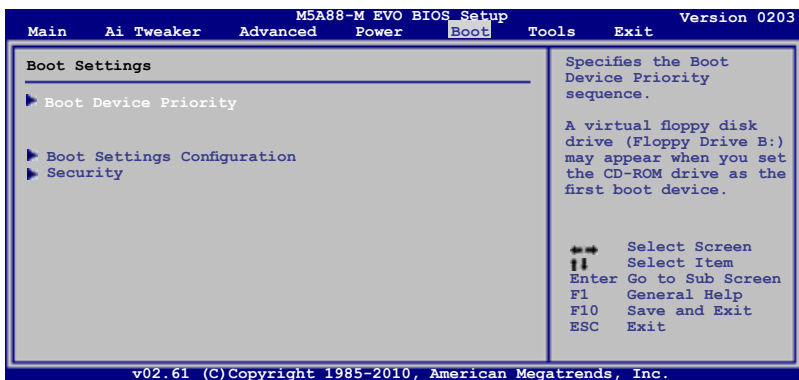 M5A88-M EVO BIOS Setup Version 0203
Main Ai Tweaker Advanced Power Boot Tools Exit
Boot Settings
Boot Device Priority
Boot Settings Configuration
Security
Specifies the Boot
Device Priority
sequence.
A virtual floppy disk
drive (Floppy Drive B:)
may appear when you set
the CD-ROM drive as the
first boot device.
←→ Select Screen
↑↓ Select Item
Enter Go to Sub Screen
F1 General Help
F10 Save and Exit
ESC Exit
v02.61 (C)Copyright 1985-2010, American Megatrends, Inc.